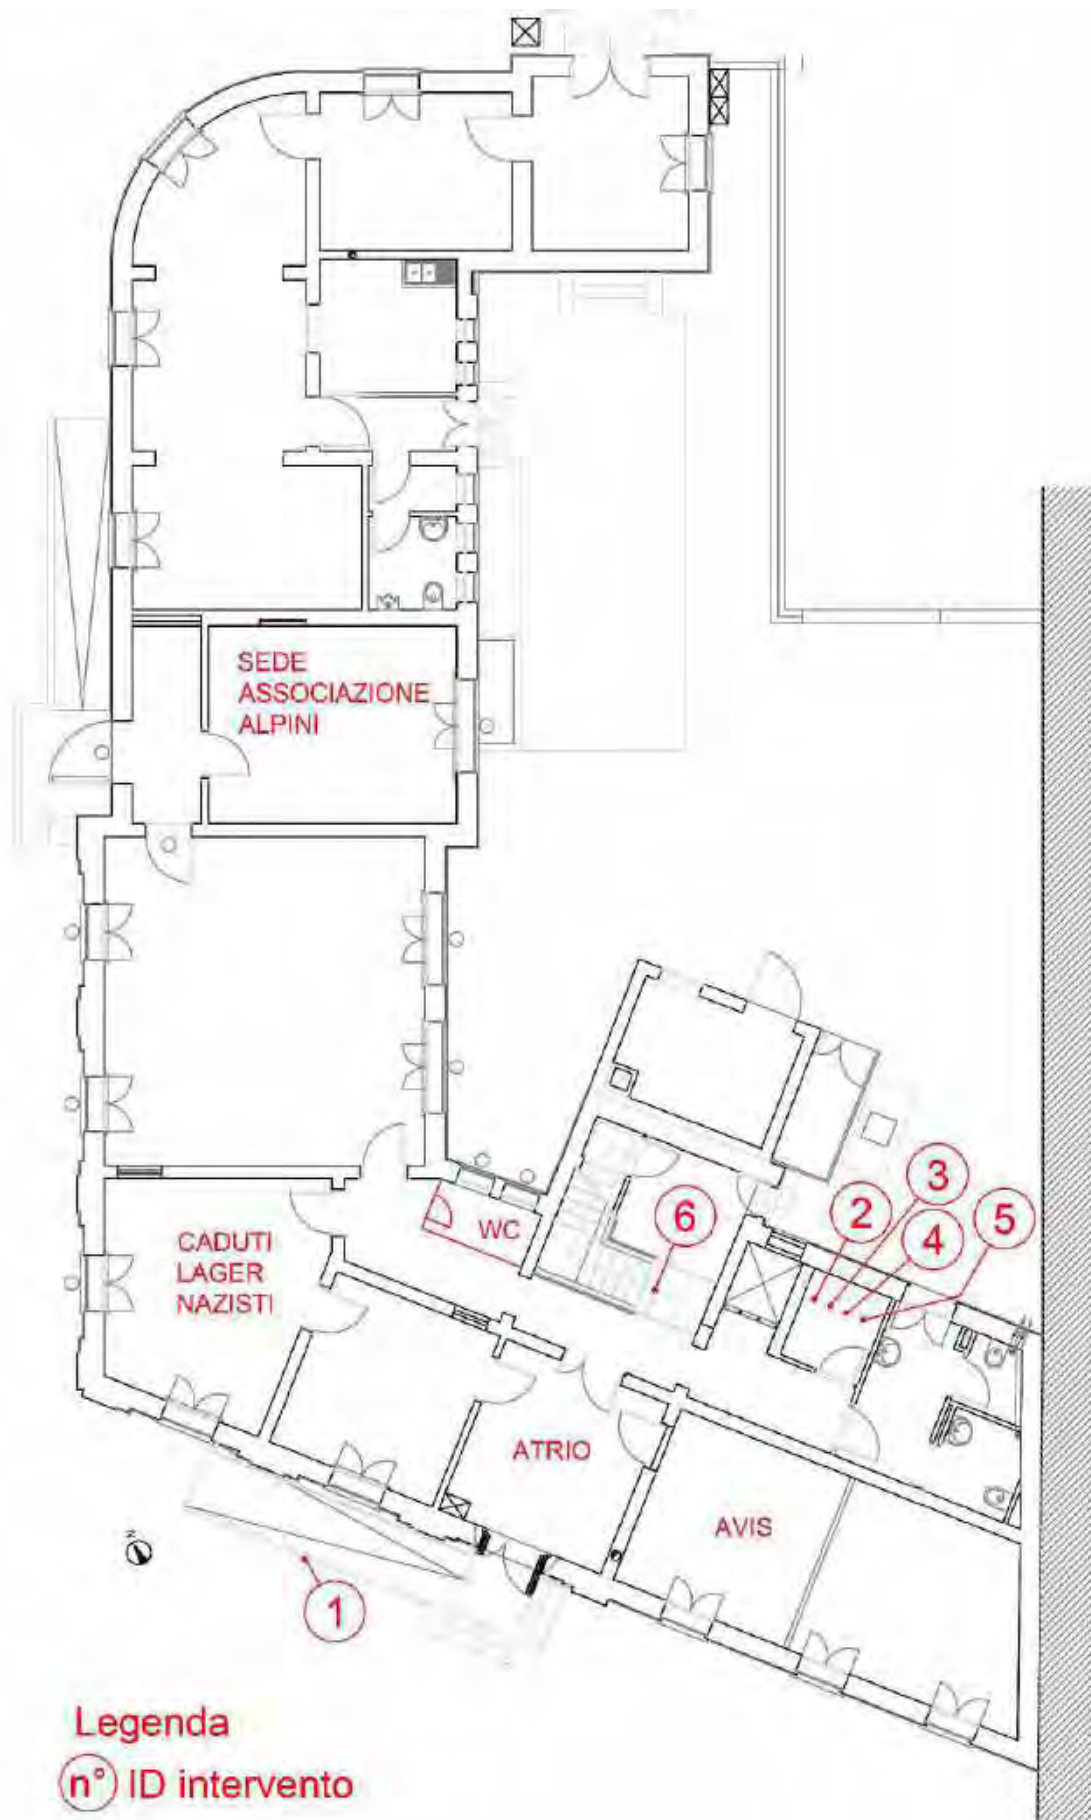 SEDE
ASSOCIAZIONE
ALPINI
3
2
4
5
6
WC
CADUTI
LAGER
NAZISTI
ATRIO
AVIS
N
1
Legenda
n° ID intervento